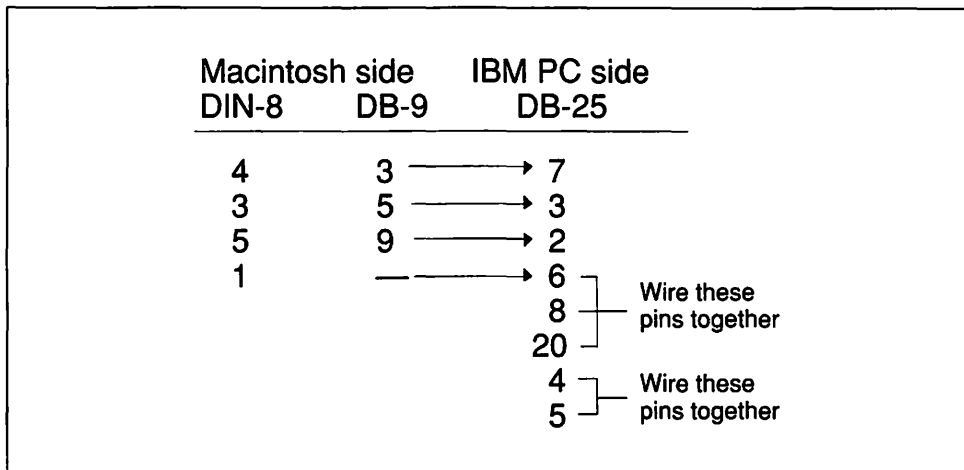 Macintosh side IBM PC side
DIN-8 DB-9 DB-25
4 3 7
3 5 3
5 9 2
1 — 6
8
20
Wire these
pins together
4
5
Wire these
pins together